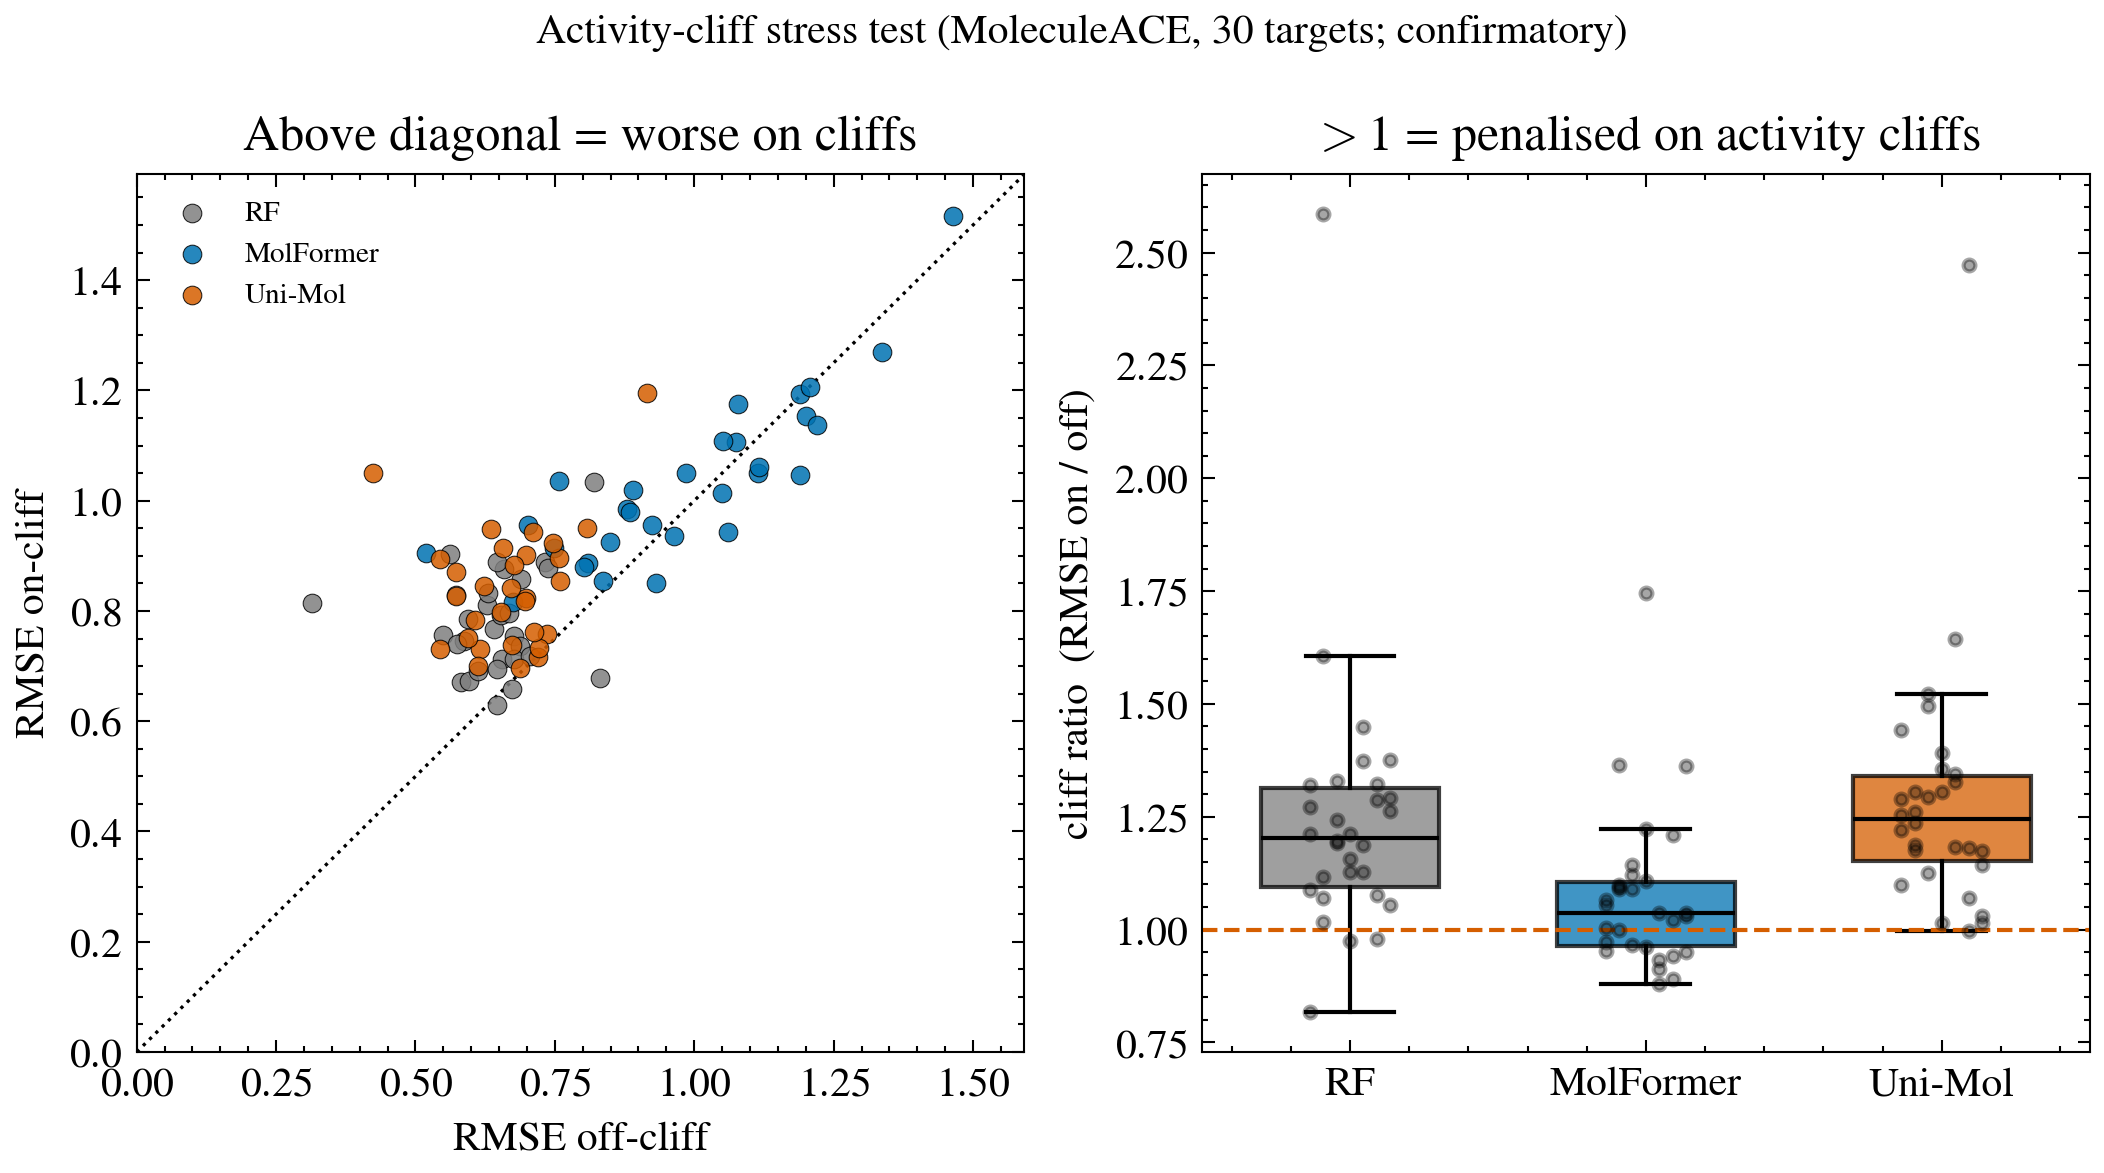 Activity-cliff stress test (MoleculeACE, 30 targets; confirmatory)
Above diagonal = worse on cliffs
RF
MolFormer
Uni-Mol
RMSE on-cliff
1.4
1.2
1.0
0.8
0.6
0.4
0.2
0.0
0.00 0.25 0.50 0.75 1.00 1.25 1.50
RMSE off-cliff
> 1 = penalised on activity cliffs
cliff ratio (RMSE on / off)
2.50
2.25
2.00
1.75
1.50
1.25
1.00
0.75
RF MolFormer Uni-Mol